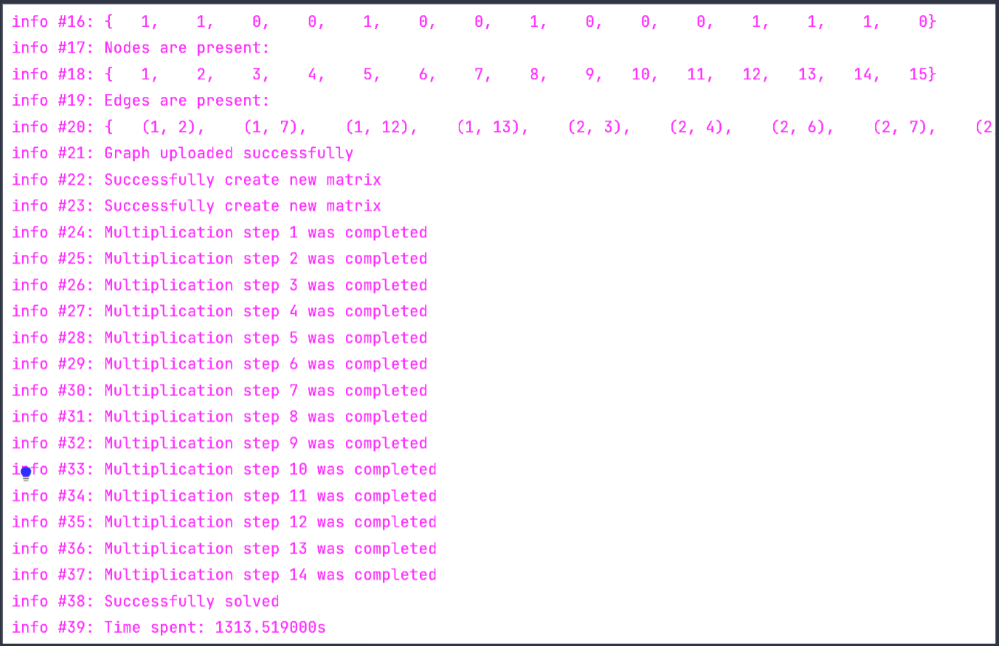 info #16: {   1,    1,    0,    0,    1,    0,    0,    1,    0,    0,    0,    1,    1,    1,    0}
info #17: Nodes are present:
info #18: {   1,    2,    3,    4,    5,    6,    7,    8,    9,   10,   11,   12,   13,   14,   15}
info #19: Edges are present:
info #20: {   (1, 2),    (1, 7),    (1, 12),    (1, 13),    (2, 3),    (2, 4),    (2, 6),    (2, 7),    (2
info #21: Graph uploaded successfully
info #22: Successfully create new matrix
info #23: Successfully create new matrix
info #24: Multiplication step 1 was completed
info #25: Multiplication step 2 was completed
info #26: Multiplication step 3 was completed
info #27: Multiplication step 4 was completed
info #28: Multiplication step 5 was completed
info #29: Multiplication step 6 was completed
info #30: Multiplication step 7 was completed
info #31: Multiplication step 8 was completed
info #32: Multiplication step 9 was completed
info #33: Multiplication step 10 was completed
info #34: Multiplication step 11 was completed
info #35: Multiplication step 12 was completed
info #36: Multiplication step 13 was completed
info #37: Multiplication step 14 was completed
info #38: Successfully solved
info #39: Time spent: 1313.519000s